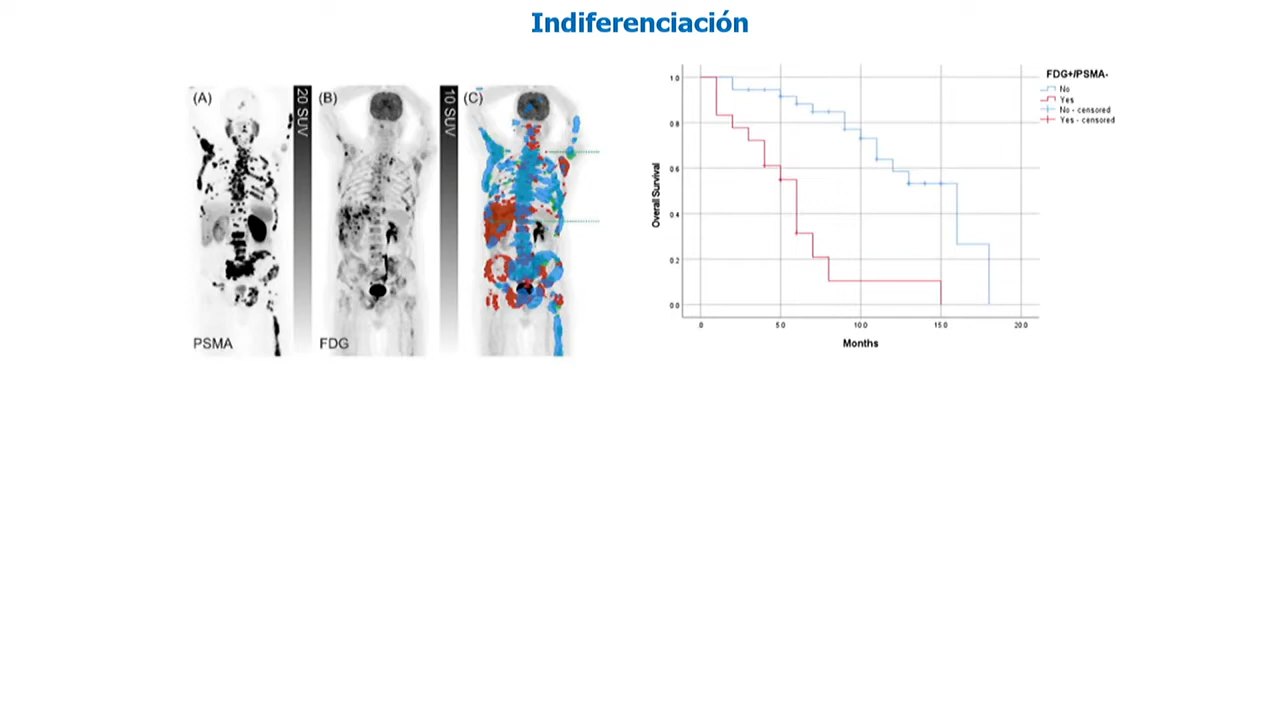 Indiferenciación
(A)
20 SUV
(B)
10 SUV
(C)
PSMA
FDG
Overall Survival
1.0
0.8
0.6
0.4
0.2
0.0
.0
5.0
10.0
15.0
20.0
Months
FDG+/PSMA-
No
Yes
No - censored
Yes - censored